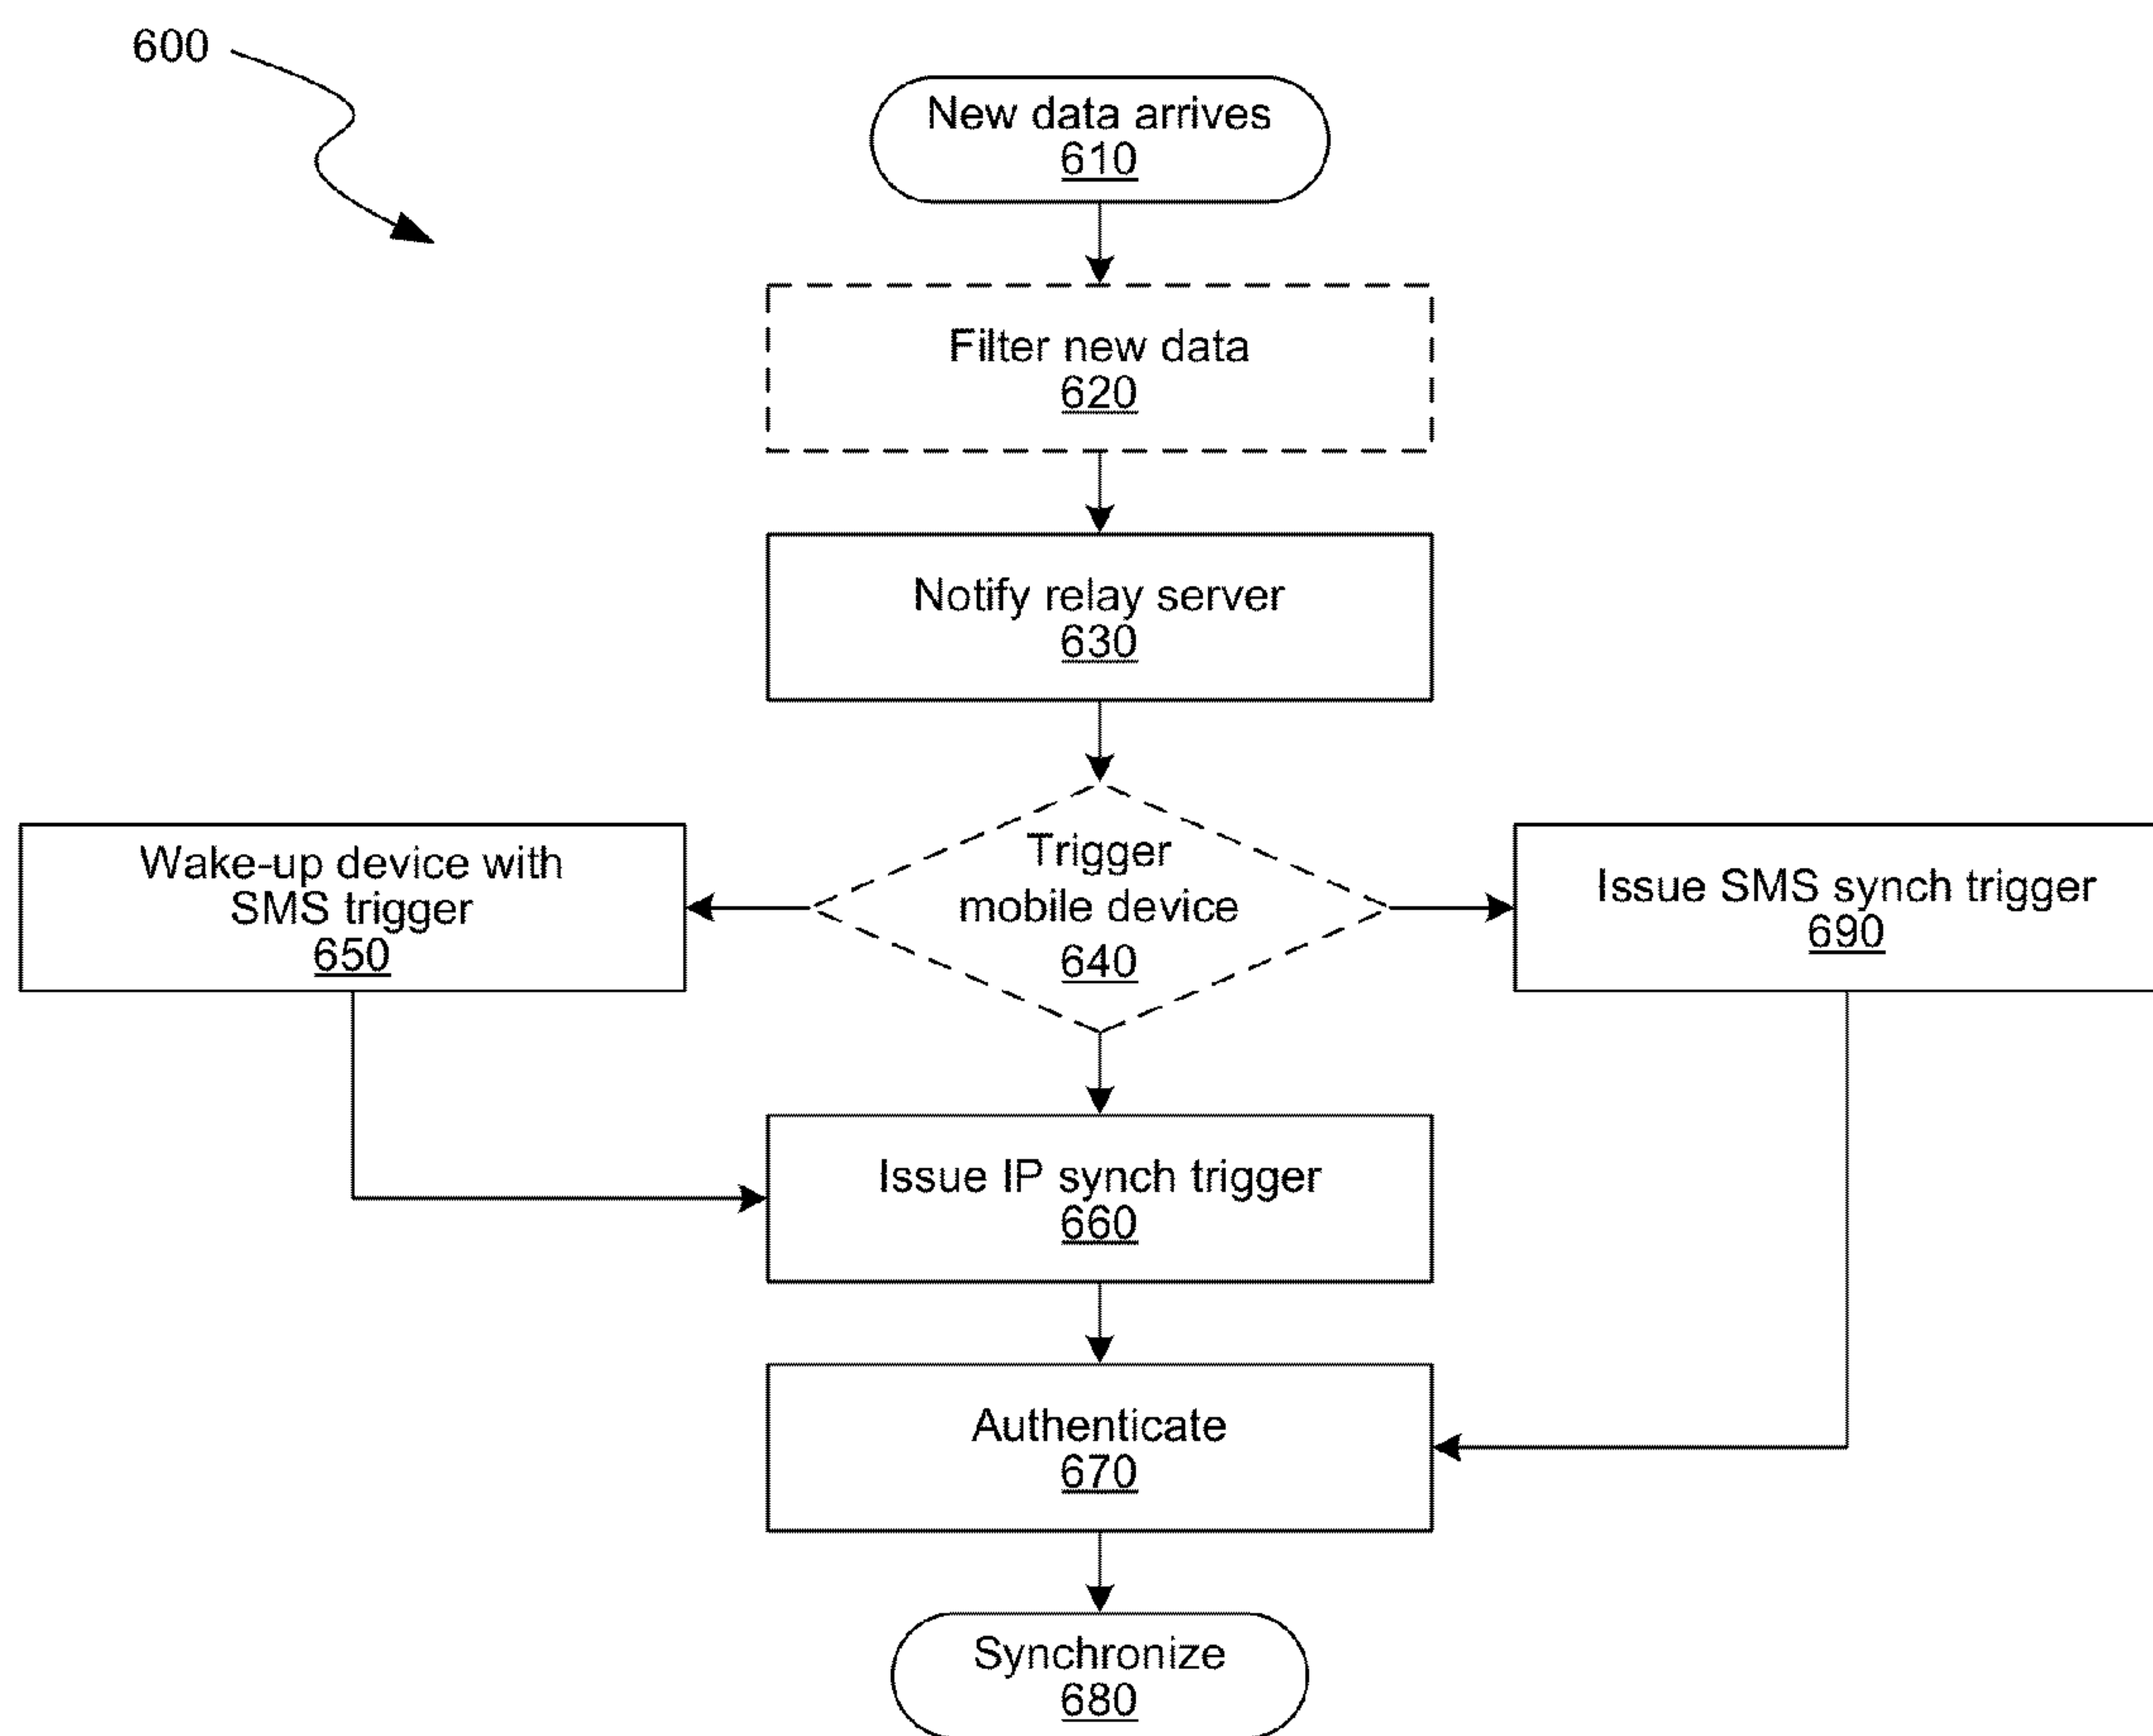 600
New data arrives
610
Filter new data
620
Notify relay server
630
Trigger
mobile device
640
Wake-up device with
SMS trigger
650
Issue SMS synch trigger
690
Issue IP synch trigger
660
Authenticate
670
Synchronize
680